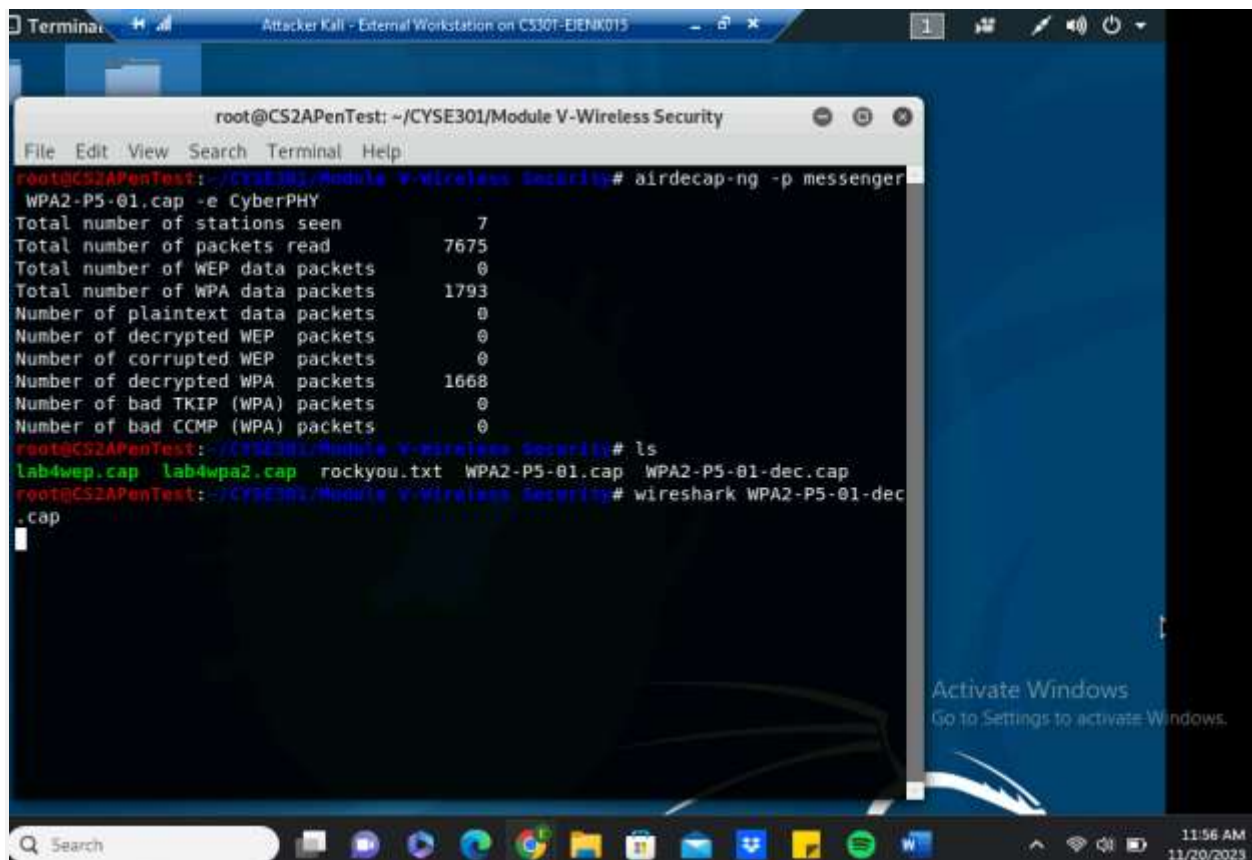 Terminal
Attacker Kali - External Workstation on CS301-EJENK015
1
root@CS2APenTest: ~/CYSE301/Module V-Wireless Security
File Edit View Search Terminal Help
root@CS2APenTest:~/CYSE301/Module V-Wireless Security# airdecap-ng -p messenger
WPA2-P5-01.cap -e CyberPHY
Total number of stations seen 7
Total number of packets read 7675
Total number of WEP data packets 0
Total number of WPA data packets 1793
Number of plaintext data packets 0
Number of decrypted WEP packets 0
Number of corrupted WEP packets 0
Number of decrypted WPA packets 1668
Number of bad TKIP (WPA) packets 0
Number of bad CCMP (WPA) packets 0
root@CS2APenTest:~/CYSE301/Module V-Wireless Security# ls
lab4wep.cap lab4wpa2.cap rockyou.txt WPA2-P5-01.cap WPA2-P5-01-dec.cap
root@CS2APenTest:~/CYSE301/Module V-Wireless Security# wireshark WPA2-P5-01-dec
.cap
Activate Windows
Go to Settings to activate Windows.
Search
11:56 AM
11/20/2023